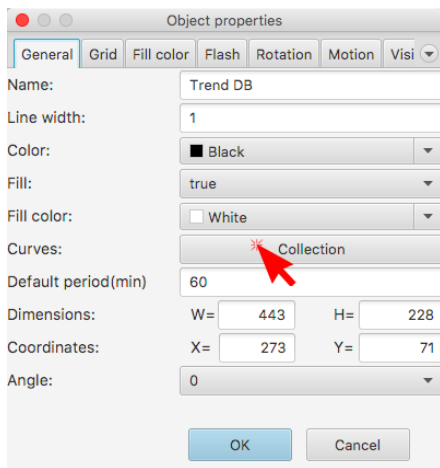 Object properties
General Grid Fill color Flash Rotation Motion Visi
Name: Trend DB
Line width: 1
Color: Black
Fill: true
Fill color: White
Curves: Collection
Default period(min) 60
Dimensions: W= 443 H= 228
Coordinates: X= 273 Y= 71
Angle: 0
OK Cancel